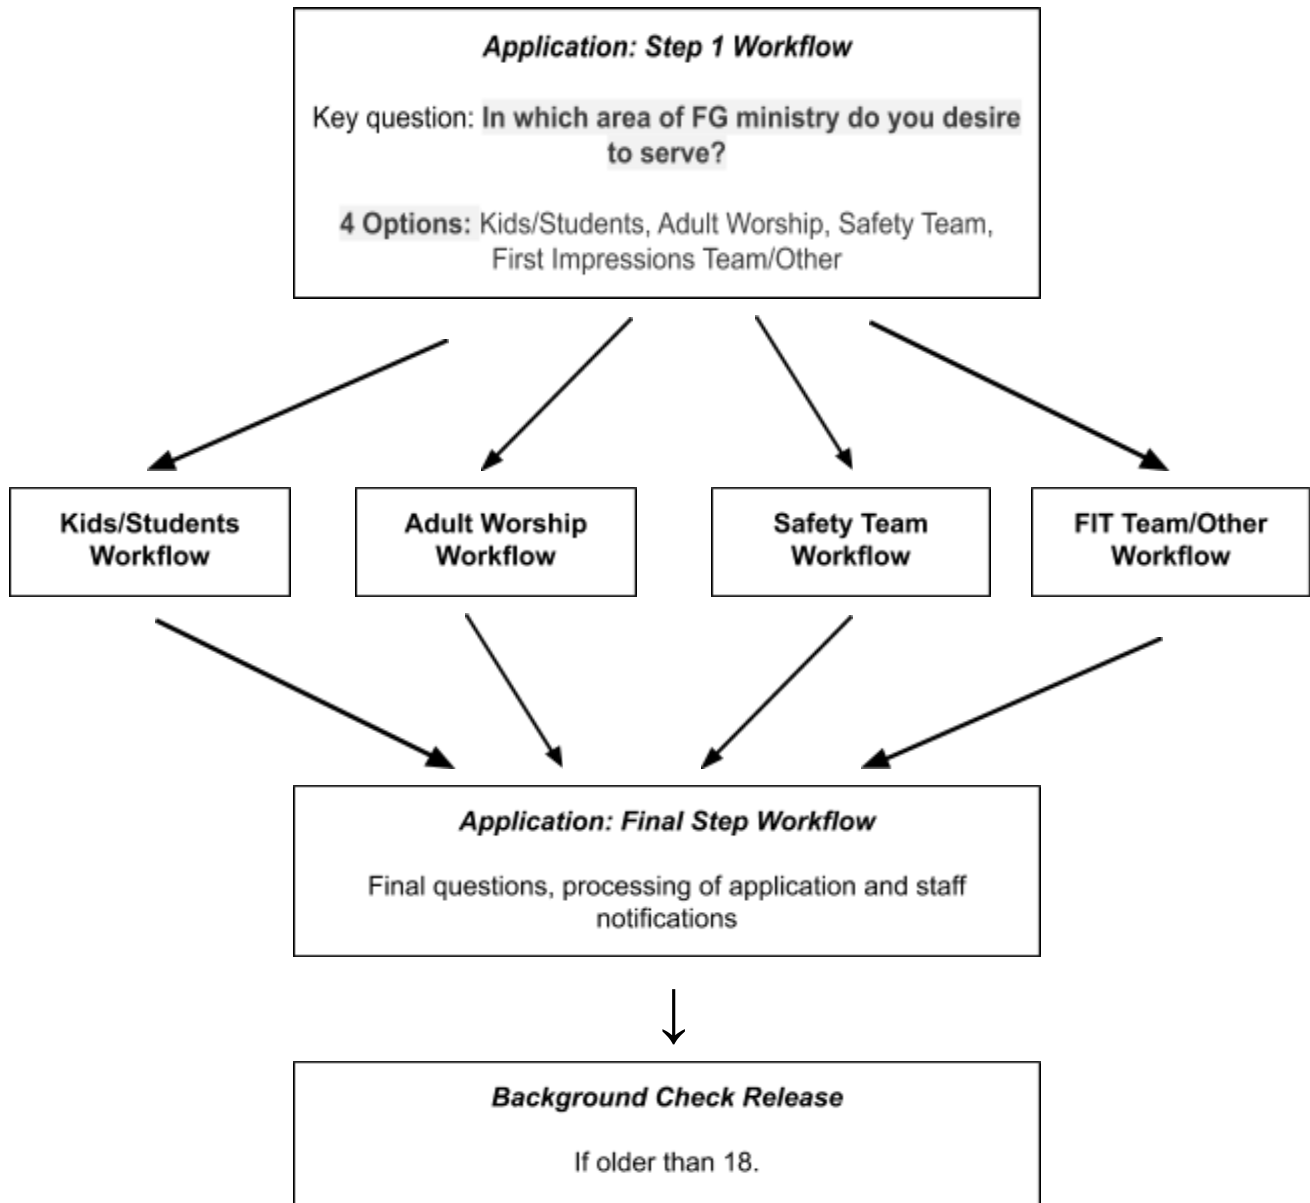 Application: Step 1 Workflow
Key question: In which area of FG ministry do you desire
to serve?
4 Options: Kids/Students, Adult Worship, Safety Team,
First Impressions Team/Other
Kids/Students
Workflow
Adult Worship
Workflow
Safety Team
Workflow
FIT Team/Other
Workflow
Application: Final Step Workflow
Final questions, processing of application and staff
notifications
Background Check Release
If older than 18.